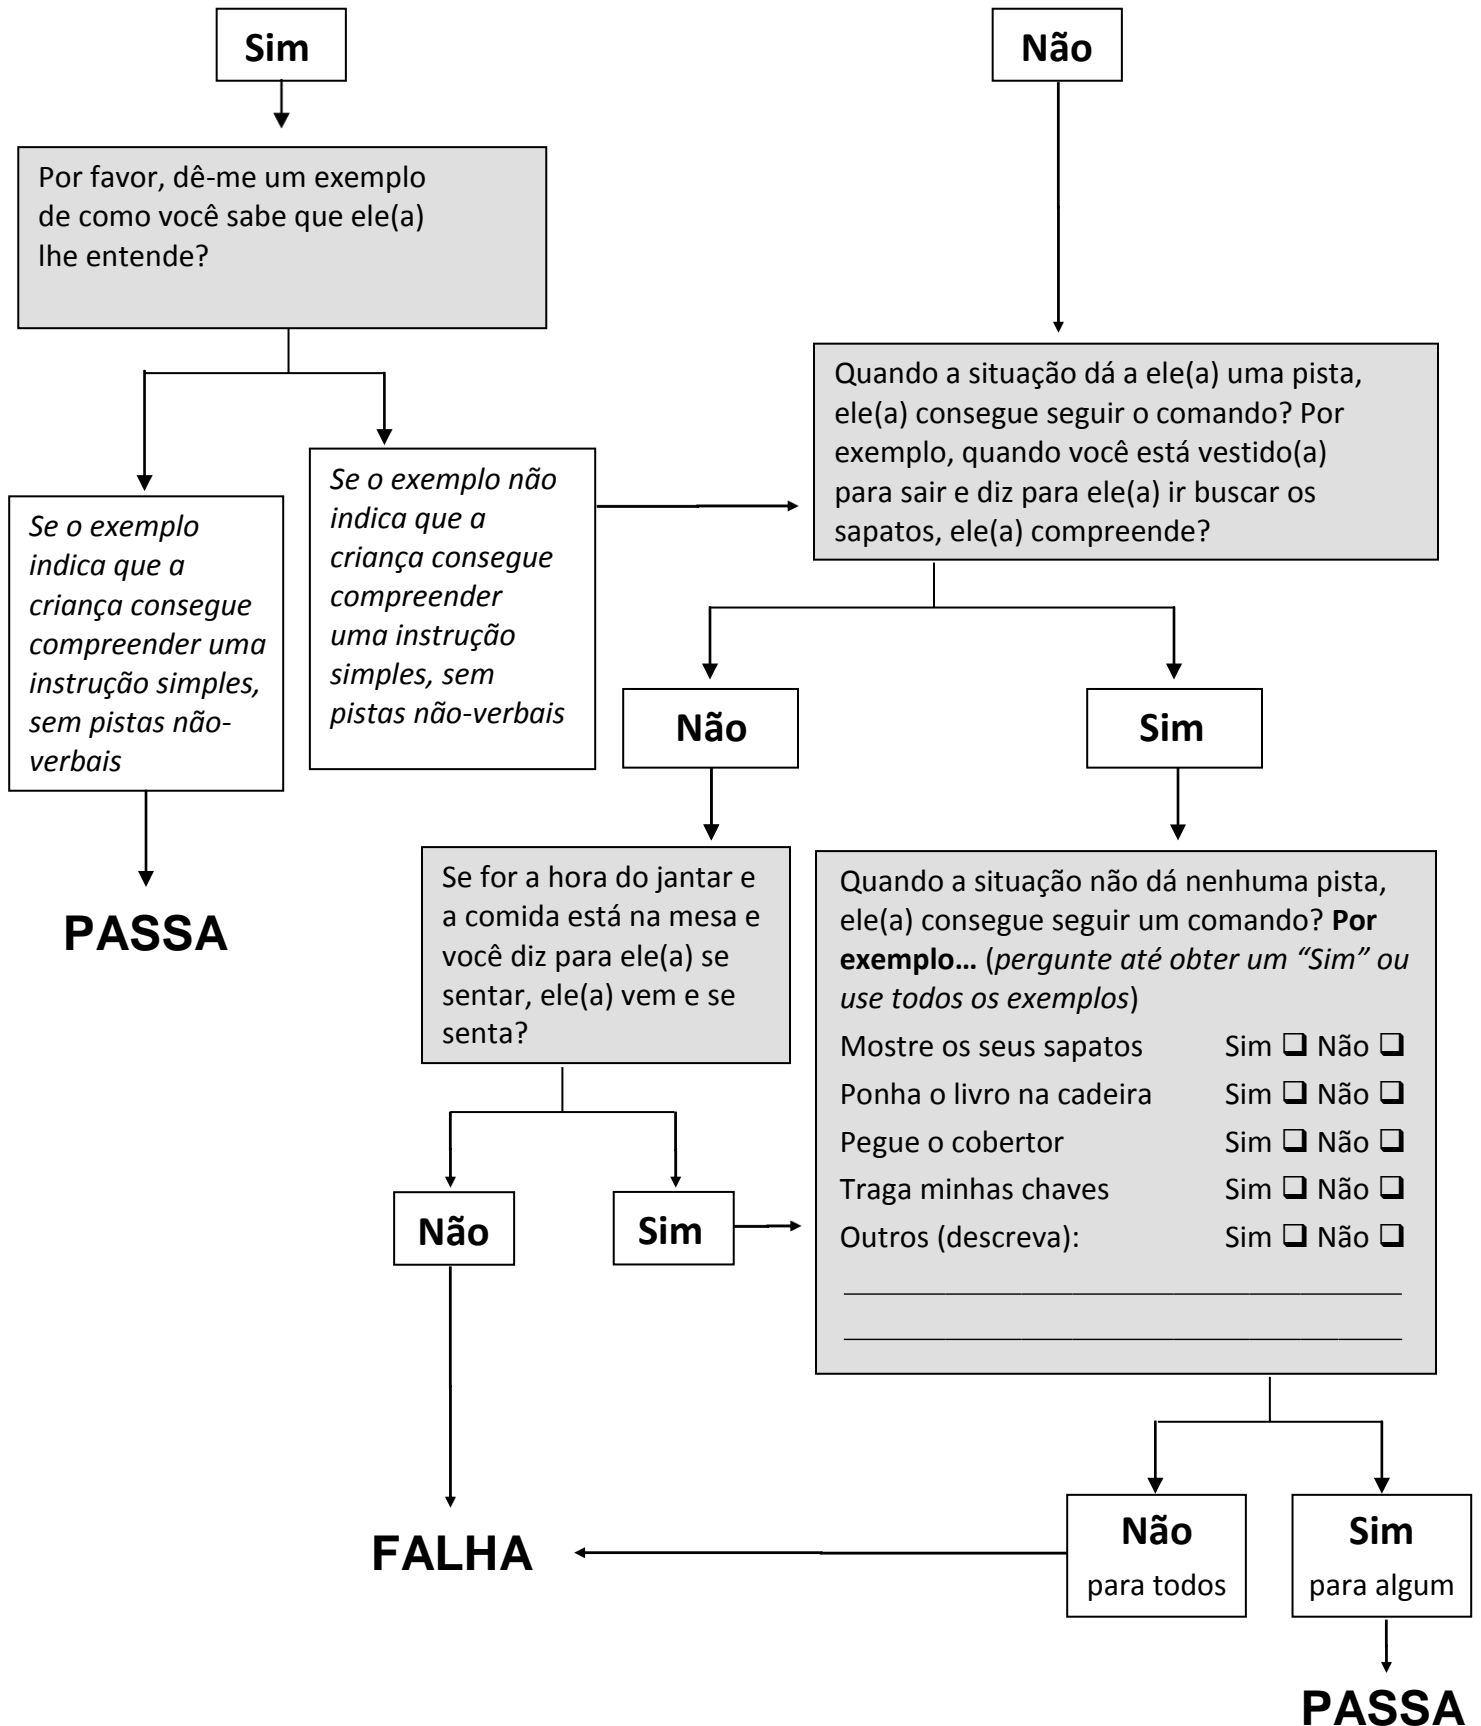 Sim
Não
Por favor, dê-me um exemplo
de como você sabe que ele(a)
lhe entende?
Quando a situação dá a ele(a) uma pista,
ele(a) consegue seguir o comando? Por
exemplo, quando você está vestido(a)
para sair e diz para ele(a) ir buscar os
sapatos, ele(a) compreende?
Se o exemplo
indica que a
criança consegue
compreender uma
instrução simples,
sem pistas não-
verbais
Se o exemplo não
indica que a
criança consegue
compreender
uma instrução
simples, sem
pistas não-verbais
Não
Sim
PASSA
Se for a hora do jantar e
a comida está na mesa e
você diz para ele(a) se
sentar, ele(a) vem e se
senta?
Quando a situação não dá nenhuma pista,
ele(a) consegue seguir um comando? Por
exemplo... (pergunte até obter um “Sim” ou
use todos os exemplos)
Mostre os seus sapatos Sim ❑ Não ❑
Ponha o livro na cadeira Sim ❑ Não ❑
Pegue o cobertor Sim ❑ Não ❑
Traga minhas chaves Sim ❑ Não ❑
Outros (descreva): Sim ❑ Não ❑
Não
Sim
FALHA
Não
para todos
Sim
para algum
PASSA